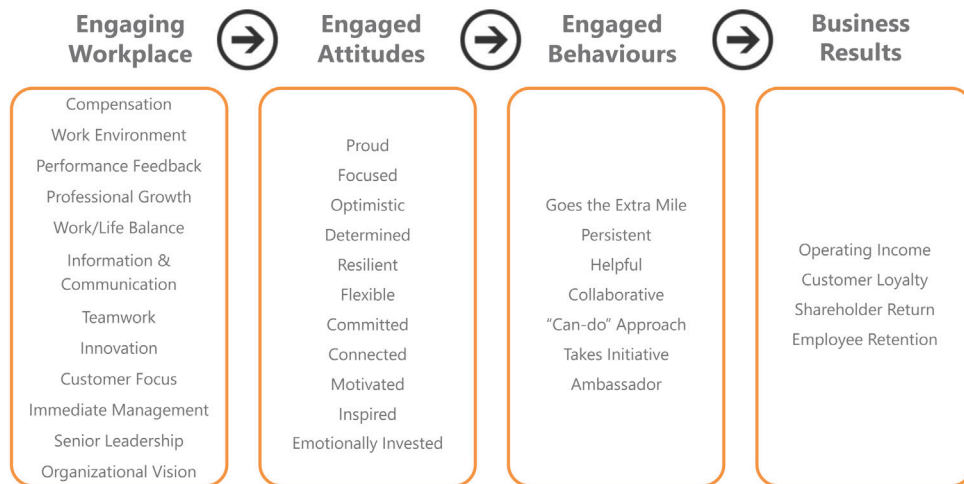 Engaging
Workplace
Engaged
Attitudes
Engaged
Behaviours
Business
Results
Compensation
Work Environment
Performance Feedback
Professional Growth
Work/Life Balance
Information &
Communication
Teamwork
Innovation
Customer Focus
Immediate Management
Senior Leadership
Organizational Vision
Proud
Focused
Optimistic
Determined
Resilient
Flexible
Committed
Connected
Motivated
Inspired
Emotionally Invested
Goes the Extra Mile
Persistent
Helpful
Collaborative
“Can-do” Approach
Takes Initiative
Ambassador
Operating Income
Customer Loyalty
Shareholder Return
Employee Retention